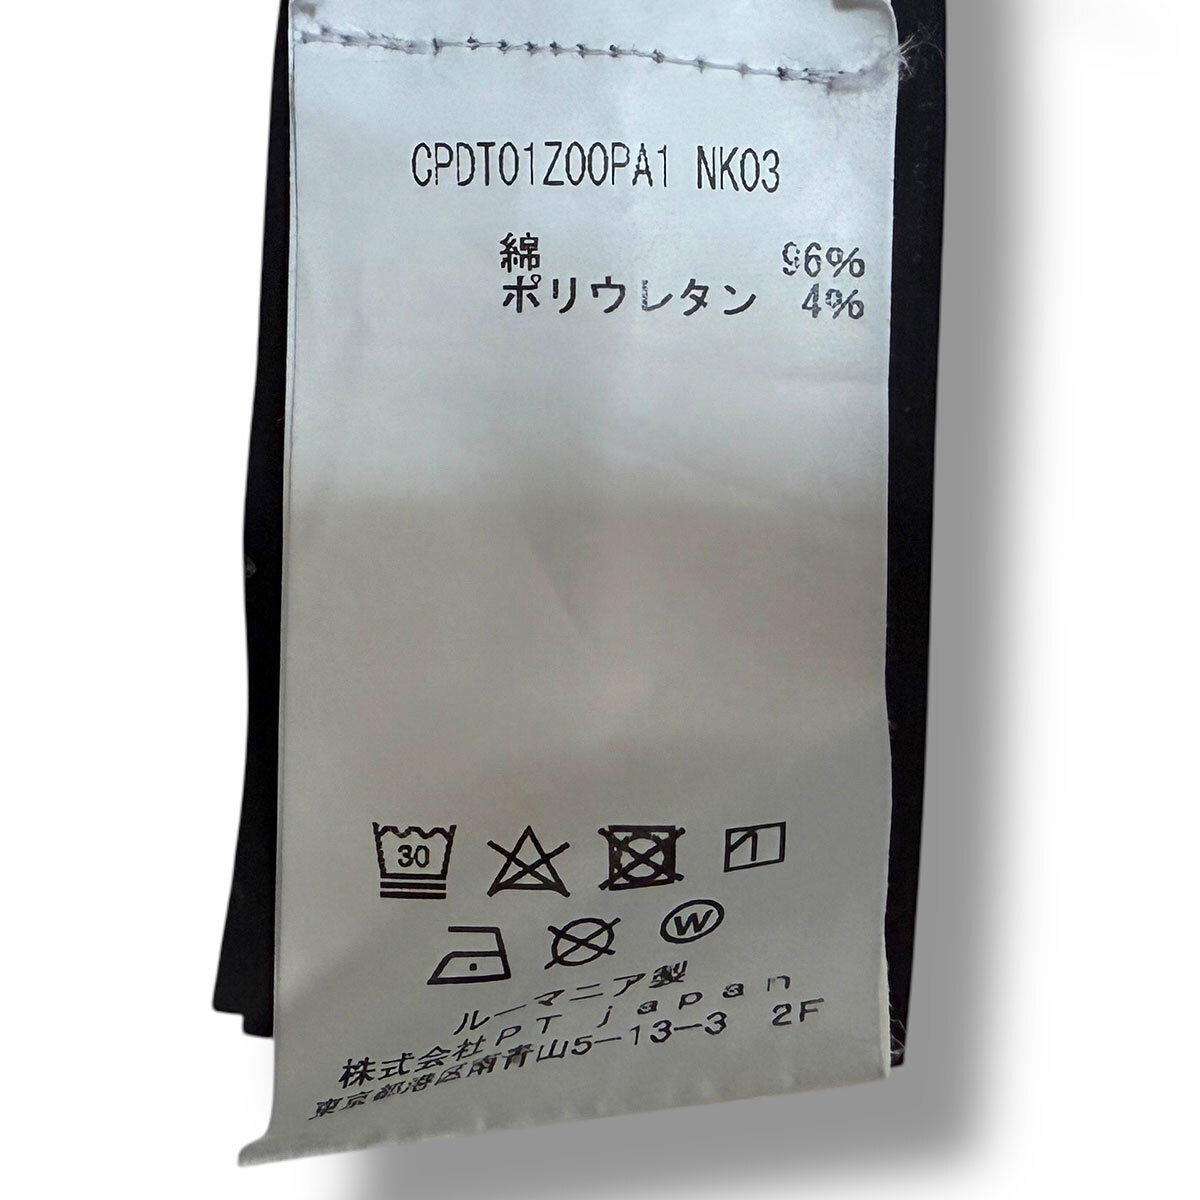 CPDT01Z00PA1 NK03
綿 96%
ポリウレタン 4%
30
W
ルーマニア製
株式会社PT japan
東京都港区南青山5-13-3 2F